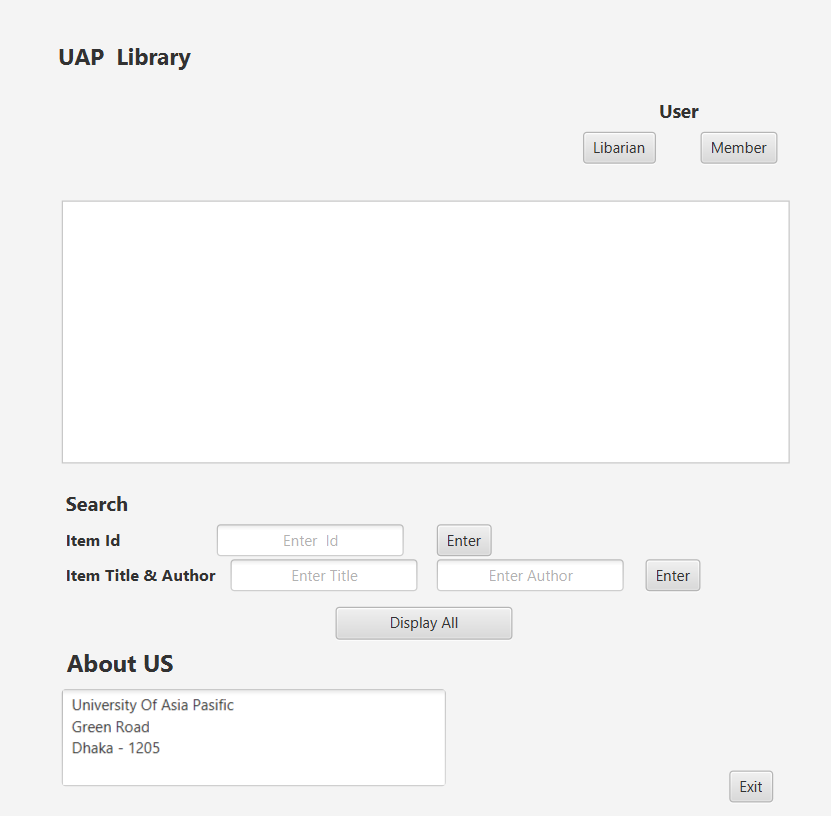 UAP Library
User
Libarian Member
Search
Item Id Enter Id Enter
Item Title & Author Enter Title Enter Author Enter
Display All
About US
University Of Asia Pasific
Green Road
Dhaka - 1205
Exit